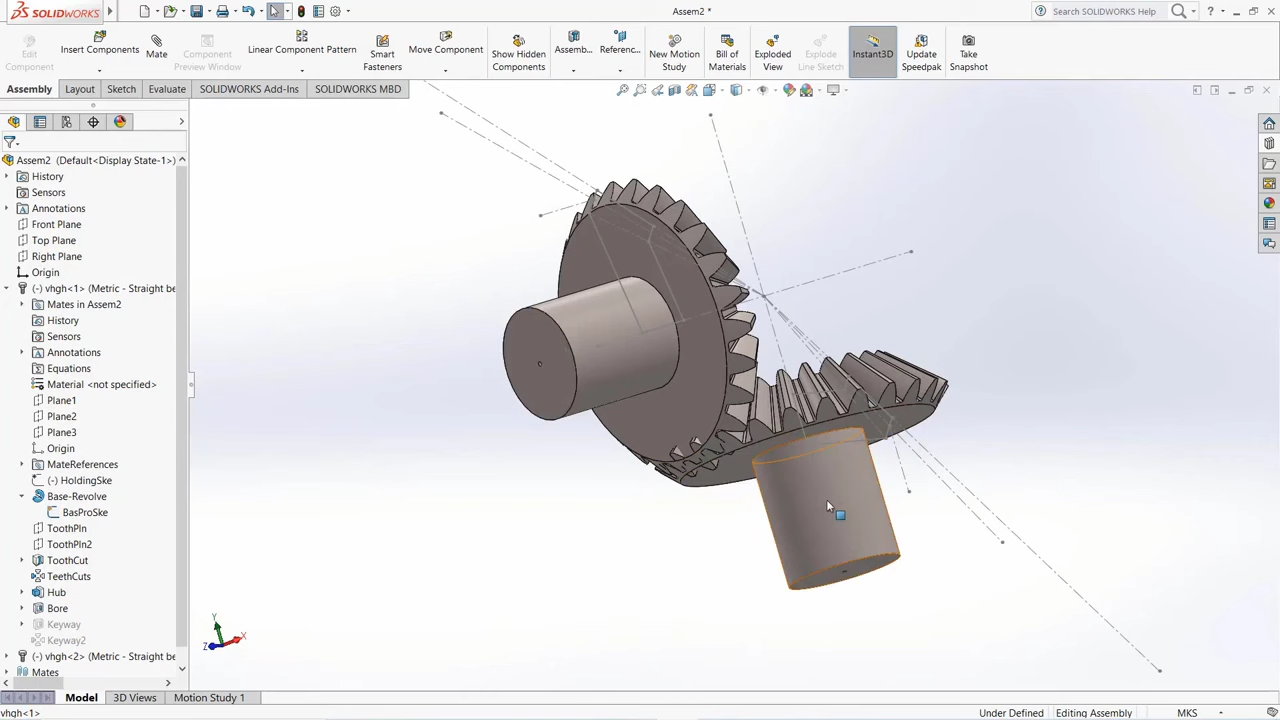 SOLIDWORKS
Assem2 *
Search SOLIDWORKS Help
Edit Component
Insert Components
Mate
Component Preview Window
Linear Component Pattern
Smart Fasteners
Move Component
Show Hidden Components
Assemb...
Referenc...
New Motion Study
Bill of Materials
Exploded View
Explode Line Sketch
Instant3D
Update Speedpak
Take Snapshot
Assembly
Layout
Sketch
Evaluate
SOLIDWORKS Add-Ins
SOLIDWORKS MBD
Assem2 (Default<Display State-1>)
History
Sensors
Annotations
Front Plane
Top Plane
Right Plane
Origin
(-) vhgh<1> (Metric - Straight be
Mates in Assem2
History
Sensors
Annotations
Equations
Material <not specified>
Plane1
Plane2
Plane3
Origin
MateReferences
(-) HoldingSke
Base-Revolve
BasProSke
ToothPln
ToothPln2
ToothCut
TeethCuts
Hub
Bore
Keyway
Keyway2
(-) vhgh<2> (Metric - Straight be
Mates
Y
X
Z
Model
3D Views
Motion Study 1
vhgh<1>
Under Defined
Editing Assembly
MKS